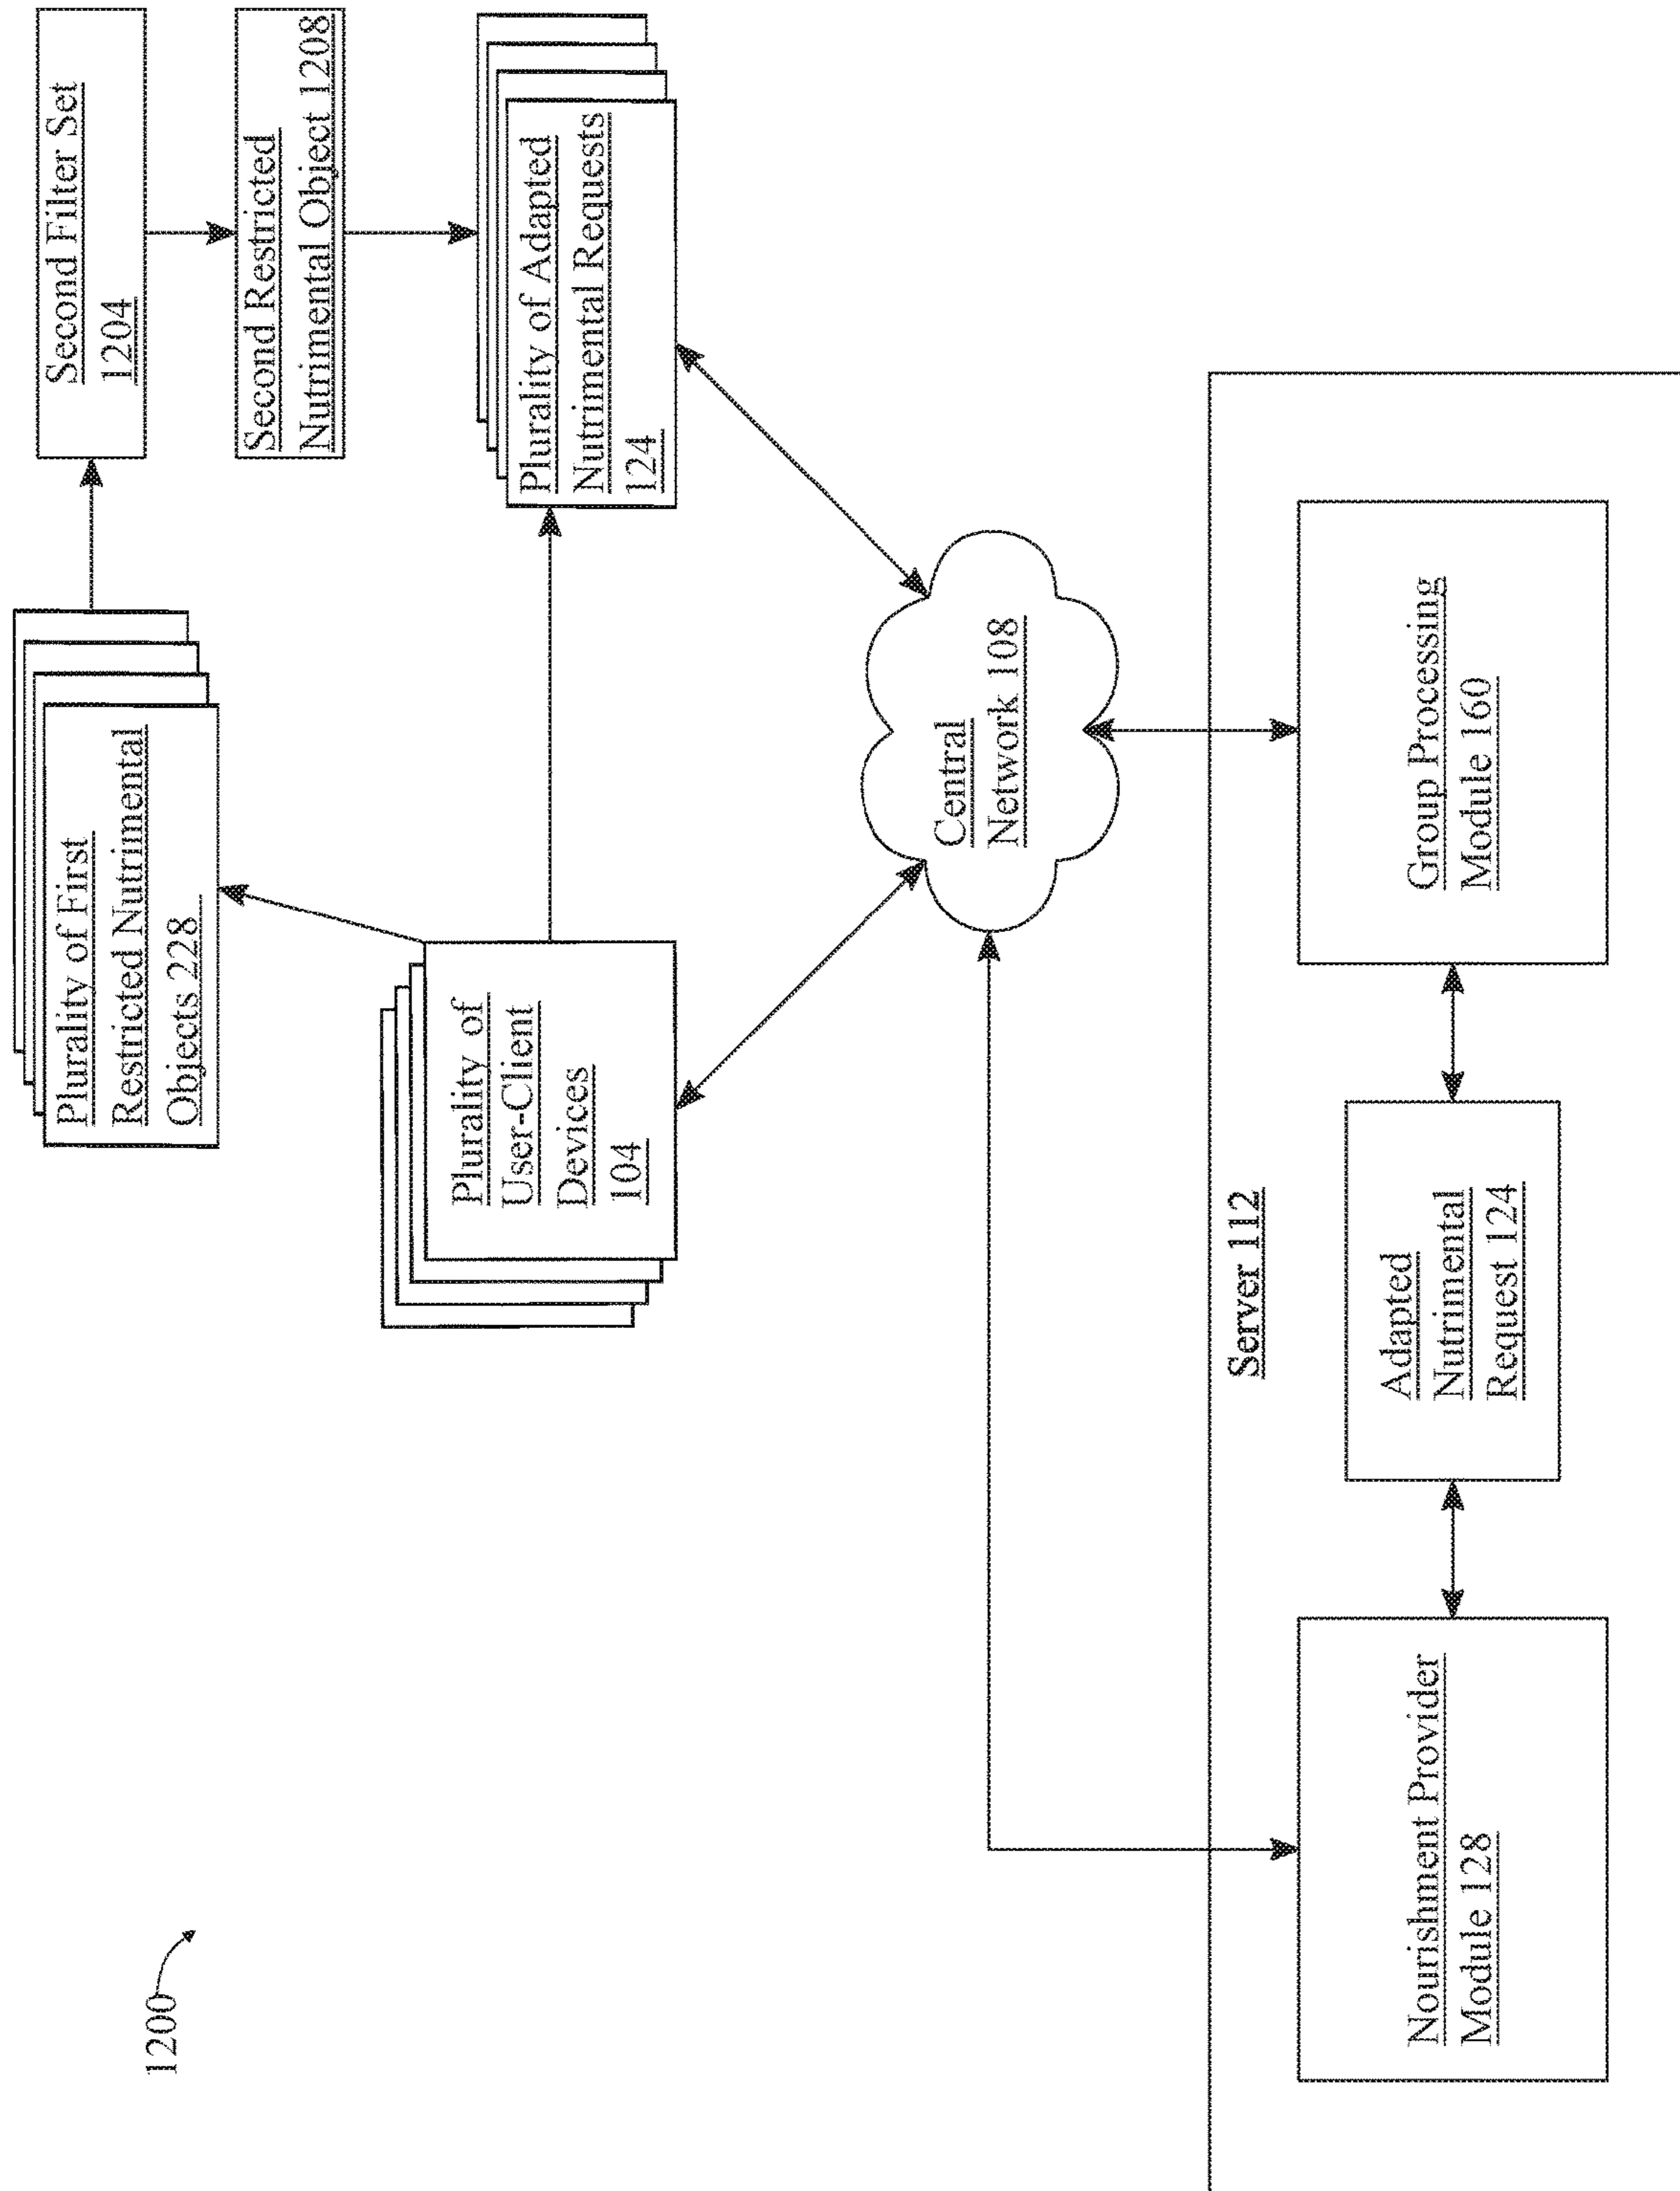 1200
Plurality of First
Restricted Nutrimental
Objects 228
Second Filter Set
1204
Second Restricted
Nutrimental Object 1208
Plurality of
User-Client
Devices
104
Plurality of Adapted
Nutrimental Requests
124
Central
Network 108
Server 112
Nourishment Provider
Module 128
Adapted
Nutrimental
Request 124
Group Processing
Module 160